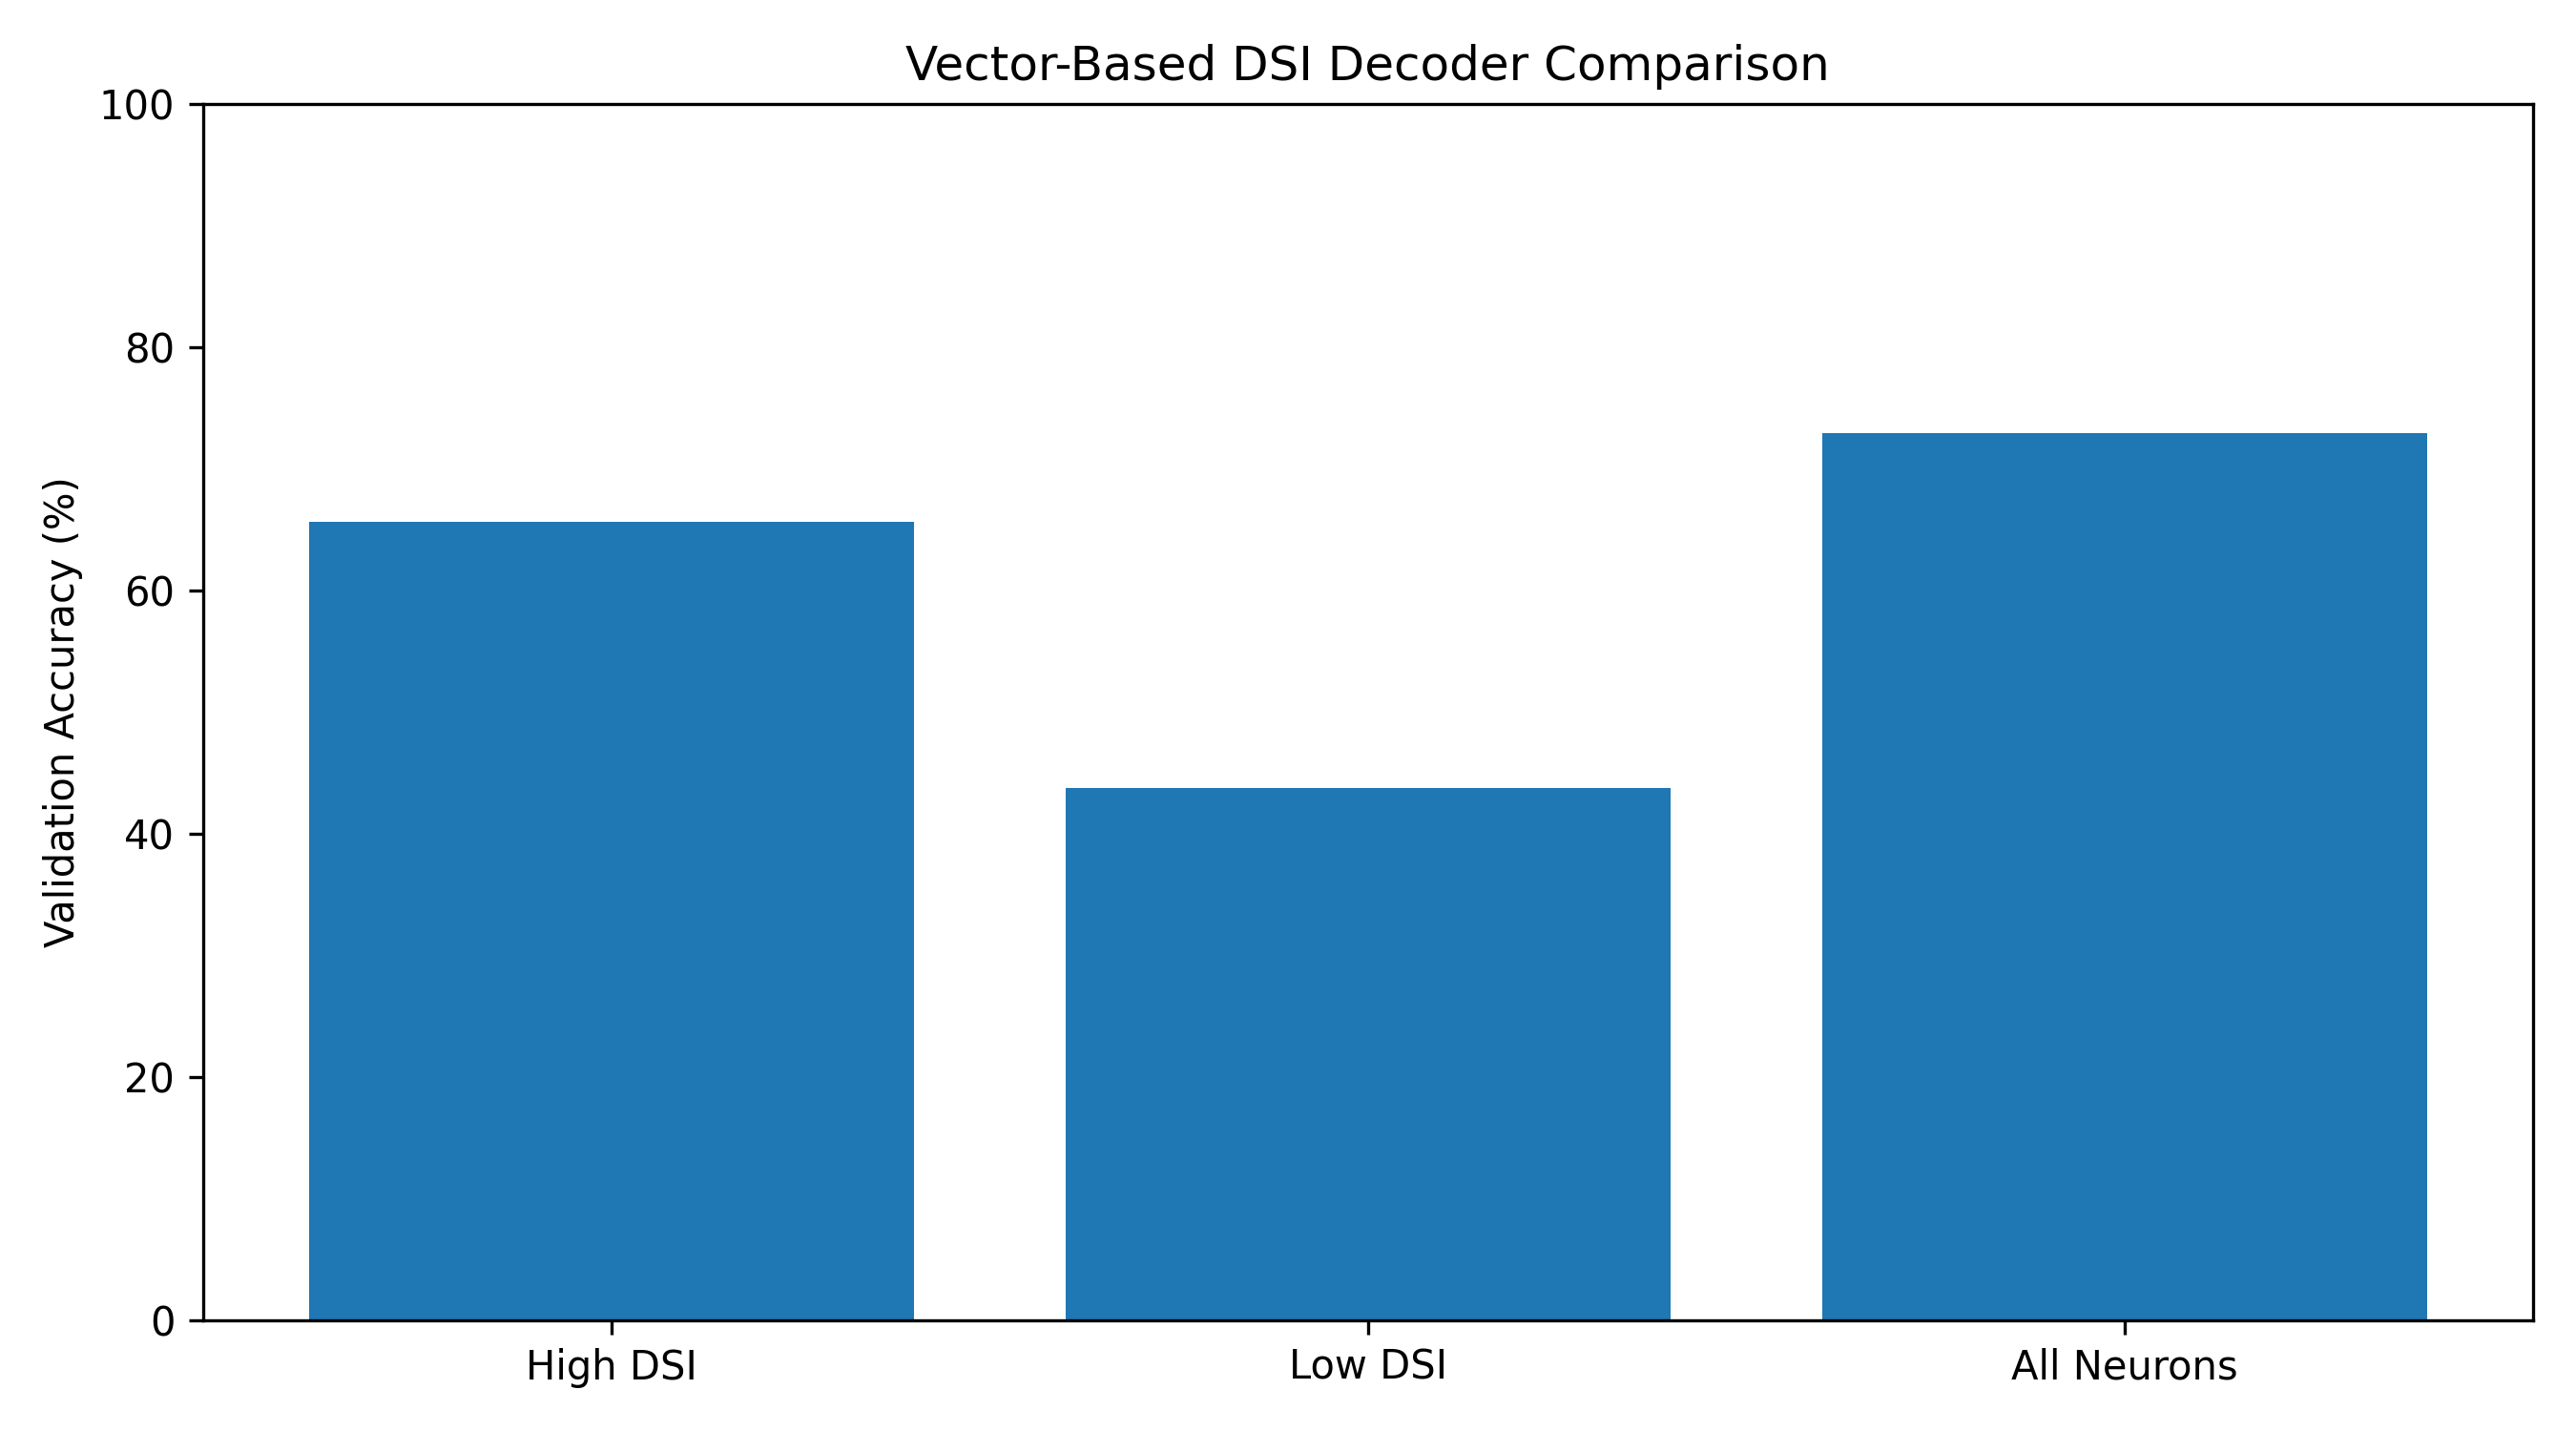 Vector-Based DSI Decoder Comparison
100
80
60
40
20
0
Validation Accuracy (%)
High DSI
Low DSI
All Neurons